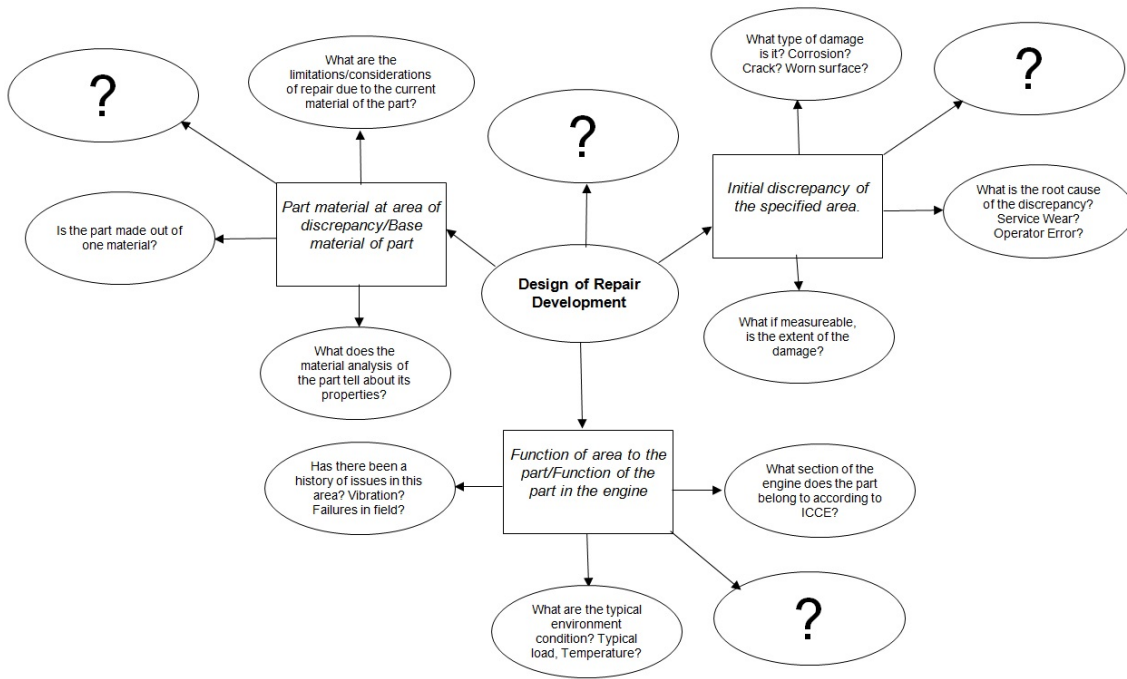 ?
What are the
limitations/considerations
of repair due to the current
material of the part?
?
What type of damage
is it? Corrosion?
Crack? Worn surface?
?
Is the part made out of
one material?
Part material at area of
discrepancy/Base
material of part
What does the
material analysis of
the part tell about its
properties?
Design of Repair
Development
Initial discrepancy of
the specified area.
What is the root cause
of the discrepancy?
Service Wear?
Operator Error?
What if measureable,
is the extent of the
damage?
Has there been a
history of issues in this
area? Vibration?
Failures in field?
Function of area to the
part/Function of the
part in the engine
What section of the
engine does the part
belong to according to
ICCE?
What are the typical
environment
condition? Typical
load, Temperature?
?